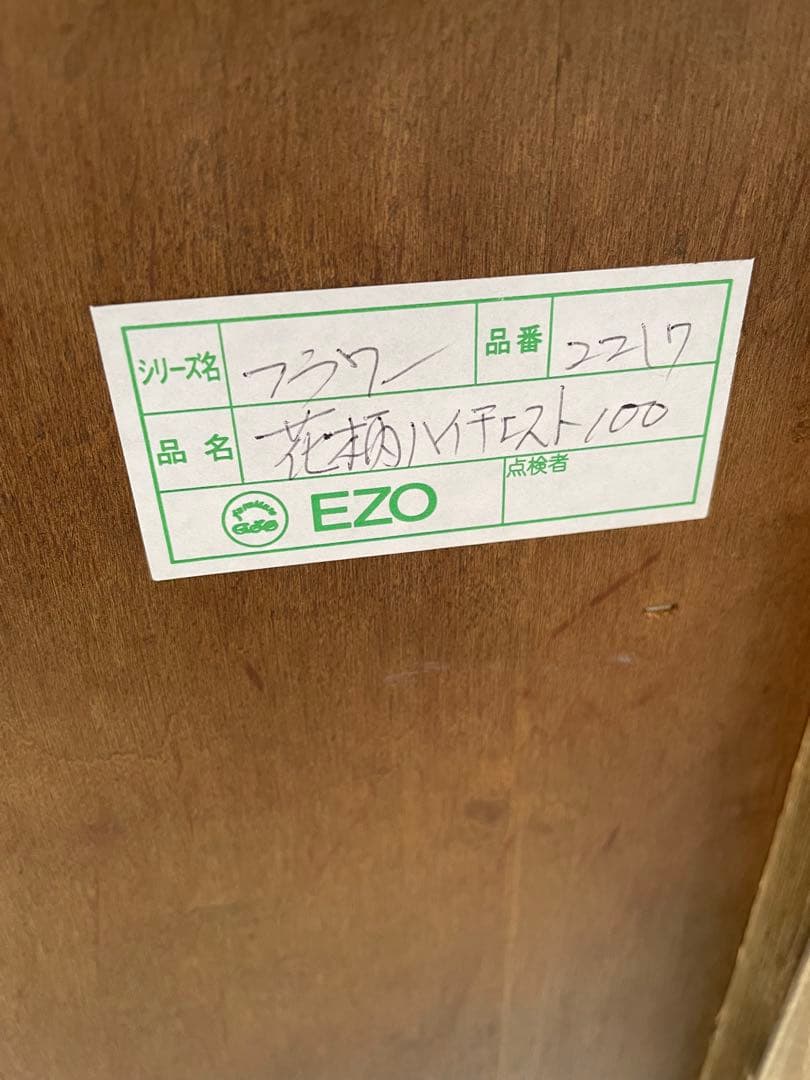 シリーズ名 フラワー 品番 2217
品名 花柄ハイチェスト100
EZO 点検者